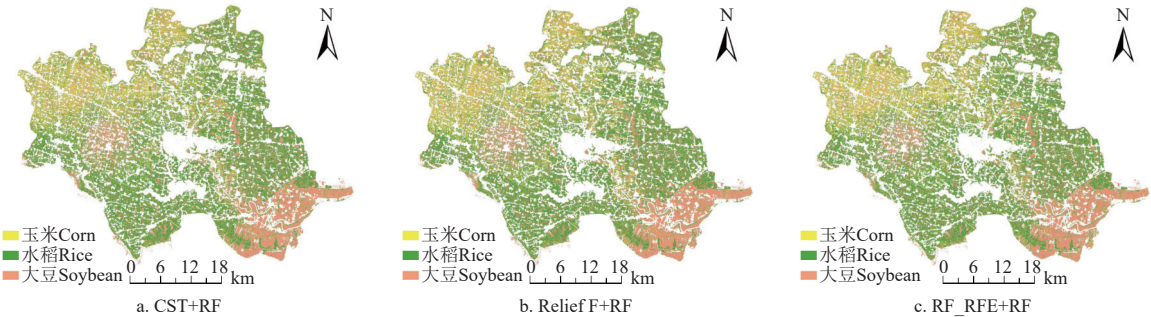 N
玉米Corn
水稻Rice
大豆Soybean
0 6 12 18
km
a. CST+RF
N
玉米Corn
水稻Rice
大豆Soybean
0 6 12 18
km
b. Relief F+RF
N
玉米Corn
水稻Rice
大豆Soybean
0 6 12 18
km
c. RF_RFE+RF